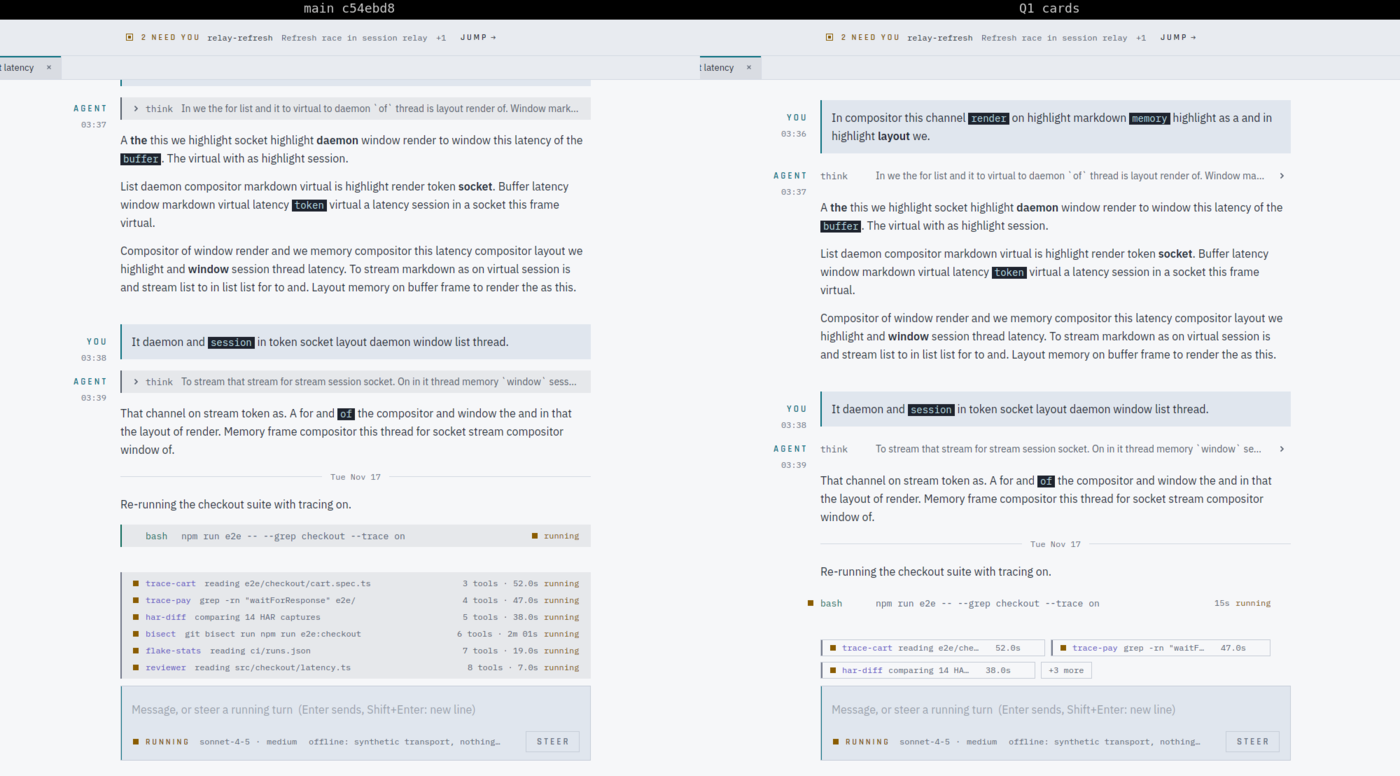 main c54ebd8
2 NEED YOU relay-refresh Refresh race in session relay +1 JUMP →
latency ×
AGENT
03:37
› think In we the for list and it to virtual to daemon `of` thread is layout render of. Window mark…
A the this we highlight socket highlight daemon window render to window this latency of the
buffer. The virtual with as highlight session.
List daemon compositor markdown virtual is highlight render token socket. Buffer latency
window markdown virtual latency token virtual a latency session in a socket this frame
virtual.
Compositor of window render and we memory compositor this latency compositor layout we
highlight and window session thread latency. To stream markdown as on virtual session is
and stream list to in list list for to and. Layout memory on buffer frame to render the as this.
YOU
03:38
It daemon and session in token socket layout daemon window list thread.
AGENT
03:39
› think To stream that stream for stream session socket. On in it thread memory `window` sess…
That channel on stream token as. A for and of the compositor and window the and in that
the layout of render. Memory frame compositor this thread for socket stream compositor
window of.
Tue Nov 17
Re-running the checkout suite with tracing on.
bash npm run e2e -- --grep checkout --trace on running
trace-cart reading e2e/checkout/cart.spec.ts 3 tools · 52.0s running
trace-pay grep -rn "waitForResponse" e2e/ 4 tools · 47.0s running
har-diff comparing 14 HAR captures 5 tools · 38.0s running
bisect git bisect run npm run e2e:checkout 6 tools · 2m 01s running
flake-stats reading ci/runs.json 7 tools · 19.0s running
reviewer reading src/checkout/latency.ts 8 tools · 7.0s running
Message, or steer a running turn (Enter sends, Shift+Enter: new line)
RUNNING sonnet-4-5 · medium offline: synthetic transport, nothing… STEER
Q1 cards
2 NEED YOU relay-refresh Refresh race in session relay +1 JUMP →
latency ×
YOU
03:36
In compositor this channel render on highlight markdown memory highlight as a and in
highlight layout we.
AGENT
03:37
think In we the for list and it to virtual to daemon `of` thread is layout render of. Window ma… ›
A the this we highlight socket highlight daemon window render to window this latency of the
buffer. The virtual with as highlight session.
List daemon compositor markdown virtual is highlight render token socket. Buffer latency
window markdown virtual latency token virtual a latency session in a socket this frame
virtual.
Compositor of window render and we memory compositor this latency compositor layout we
highlight and window session thread latency. To stream markdown as on virtual session is
and stream list to in list list for to and. Layout memory on buffer frame to render the as this.
YOU
03:38
It daemon and session in token socket layout daemon window list thread.
AGENT
03:39
think To stream that stream for stream session socket. On in it thread memory `window` se… ›
That channel on stream token as. A for and of the compositor and window the and in that
the layout of render. Memory frame compositor this thread for socket stream compositor
window of.
Tue Nov 17
Re-running the checkout suite with tracing on.
bash npm run e2e -- --grep checkout --trace on 15s running
trace-cart reading e2e/che… 52.0s trace-pay grep -rn "waitF… 47.0s
har-diff comparing 14 HA… 38.0s +3 more
Message, or steer a running turn (Enter sends, Shift+Enter: new line)
RUNNING sonnet-4-5 · medium offline: synthetic transport, nothing… STEER